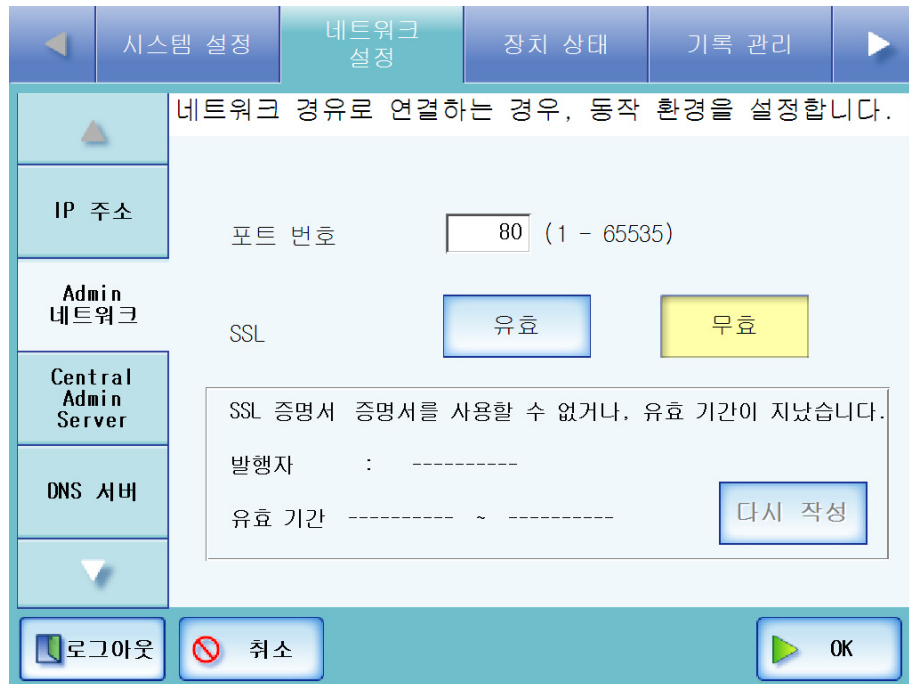 시스템 설정
네트워크
설정
장치 상태
기록 관리
네트워크 경유로 연결하는 경우, 동작 환경을 설정합니다.
IP 주소
Admin
네트워크
Central
Admin
Server
DNS 서버
포트 번호 80 (1 - 65535)
SSL 유효 무효
SSL 증명서 증명서를 사용할 수 없거나, 유효 기간이 지났습니다.
발행자 : ----------
유효 기간 ---------- ~ ----------
다시 작성
로그아웃
취소
OK